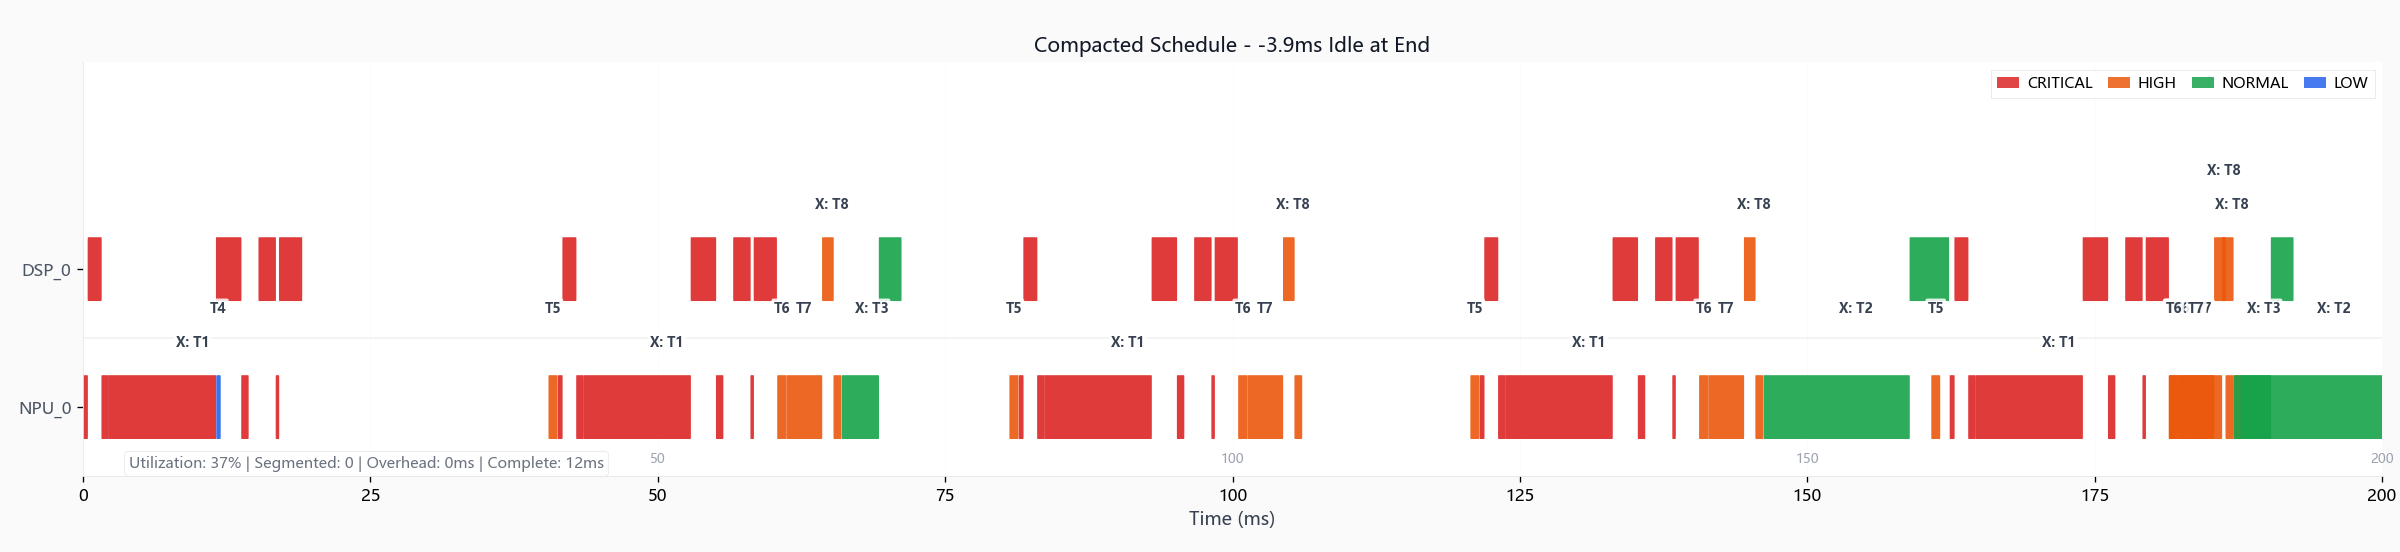 Compacted Schedule - -3.9ms Idle at End
CRITICAL HIGH NORMAL LOW
X: T8
X: T8 X: T8 X: T8 X: T8
DSP_0
T4 T5 T6 T7 X: T3 T5 T6 T7 T5 T6 T7 X: T2 T5 T6 T7 X: T3 X: T2
X: T1 X: T1 X: T1 X: T1 X: T1
NPU_0
Utilization: 37% | Segmented: 0 | Overhead: 0ms | Complete: 12ms
50 100 150 200
0 25 50 75 100 125 150 175 200
Time (ms)